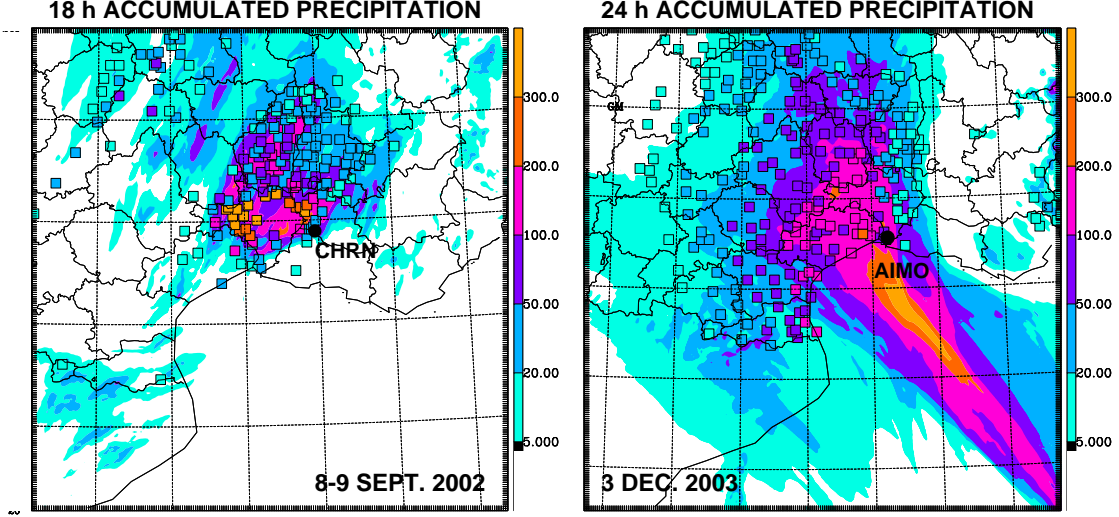 18 h ACCUMULATED PRECIPITATION
24 h ACCUMULATED PRECIPITATION
300.0
200.0
100.0
50.00
20.00
5.000
CHRN
8-9 SEPT. 2002
GM
300.0
200.0
100.0
50.00
20.00
5.000
AIMO
3 DEC. 2003